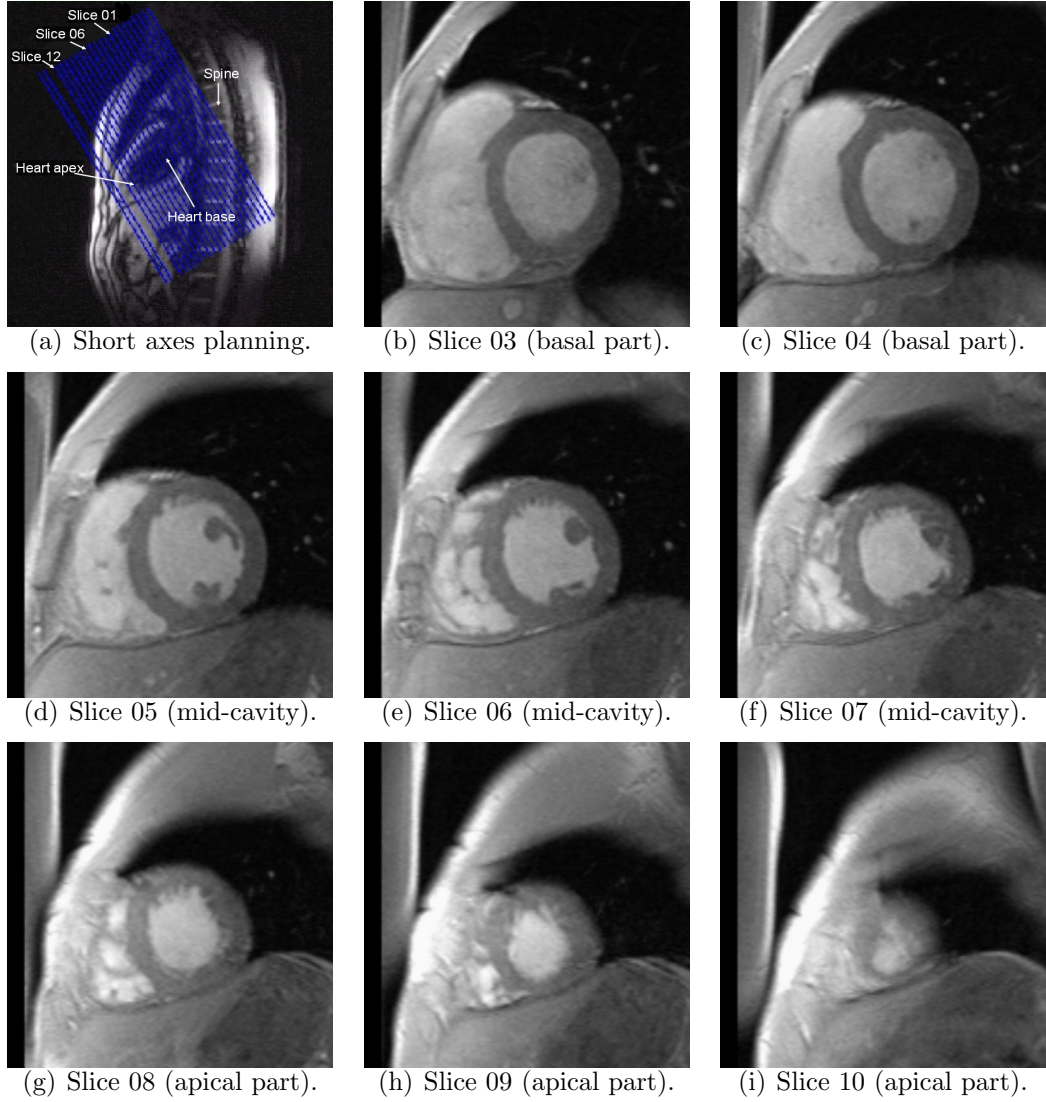 Slice 01
Slice 06
Slice 12
Spine
Heart apex
Heart base
(a) Short axes planning.
(b) Slice 03 (basal part).
(c) Slice 04 (basal part).
(d) Slice 05 (mid-cavity).
(e) Slice 06 (mid-cavity).
(f) Slice 07 (mid-cavity).
(g) Slice 08 (apical part).
(h) Slice 09 (apical part).
(i) Slice 10 (apical part).